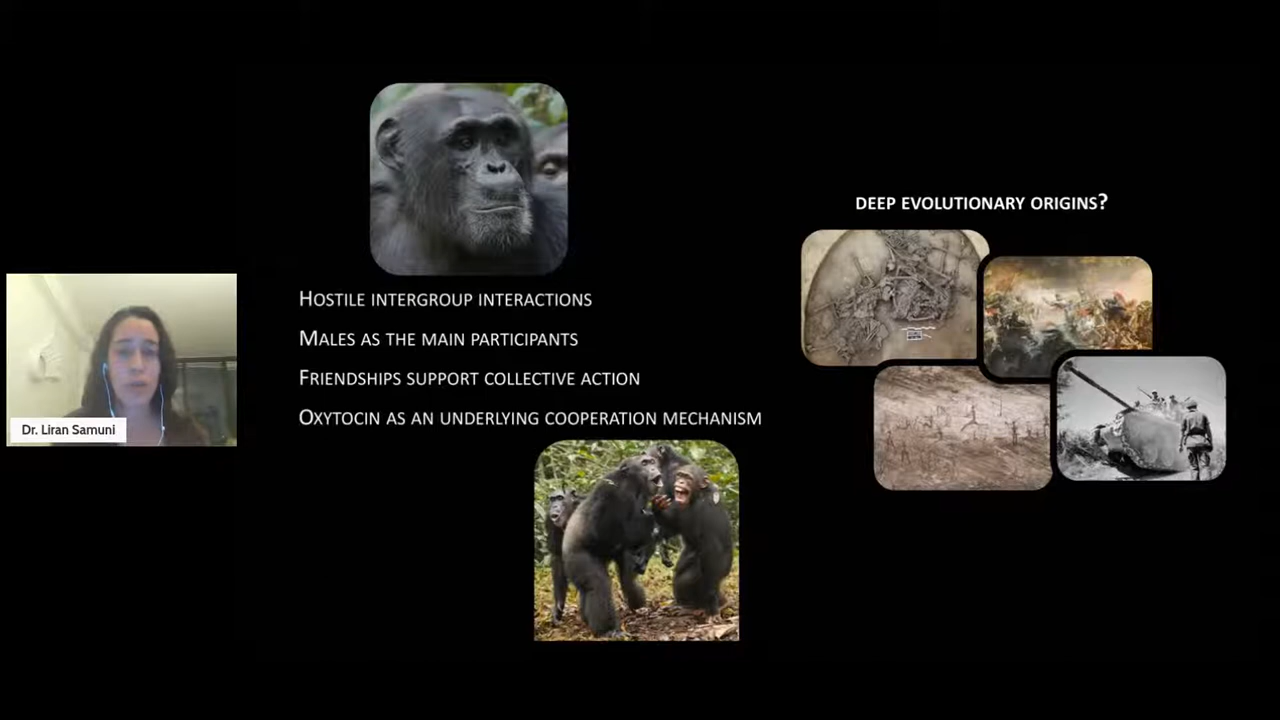 DEEP EVOLUTIONARY ORIGINS?
HOSTILE INTERGROUP INTERACTIONS
MALES AS THE MAIN PARTICIPANTS
FRIENDSHIPS SUPPORT COLLECTIVE ACTION
OXYTOCIN AS AN UNDERLYING COOPERATION MECHANISM
Dr. Liran Samuni